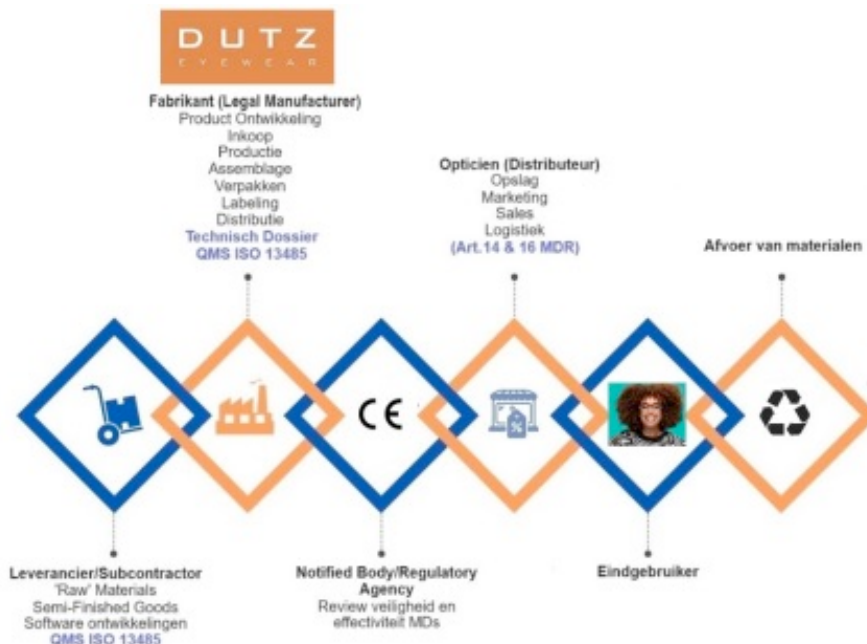 DUTZ
EYEWEAR
Fabrikant (Legal Manufacturer)
Product Ontwikkeling
Inkoop
Productie
Assemblage
Verpakken
Labeling
Distributie
Technisch Dossier
QMS ISO 13485
Opticien (Distributeur)
Opslag
Marketing
Sales
Logistiek
(Art.14 & 16 MDR)
Afvoer van materialen
CE
%
Leverancier/Subcontractor
'Raw' Materials
Semi-Finished Goods
Software ontwikkelingen
QMS ISO 13485
Notified Body/Regulatory
Agency
Review veiligheid en
effectiviteit MDs
Eindgebruiker